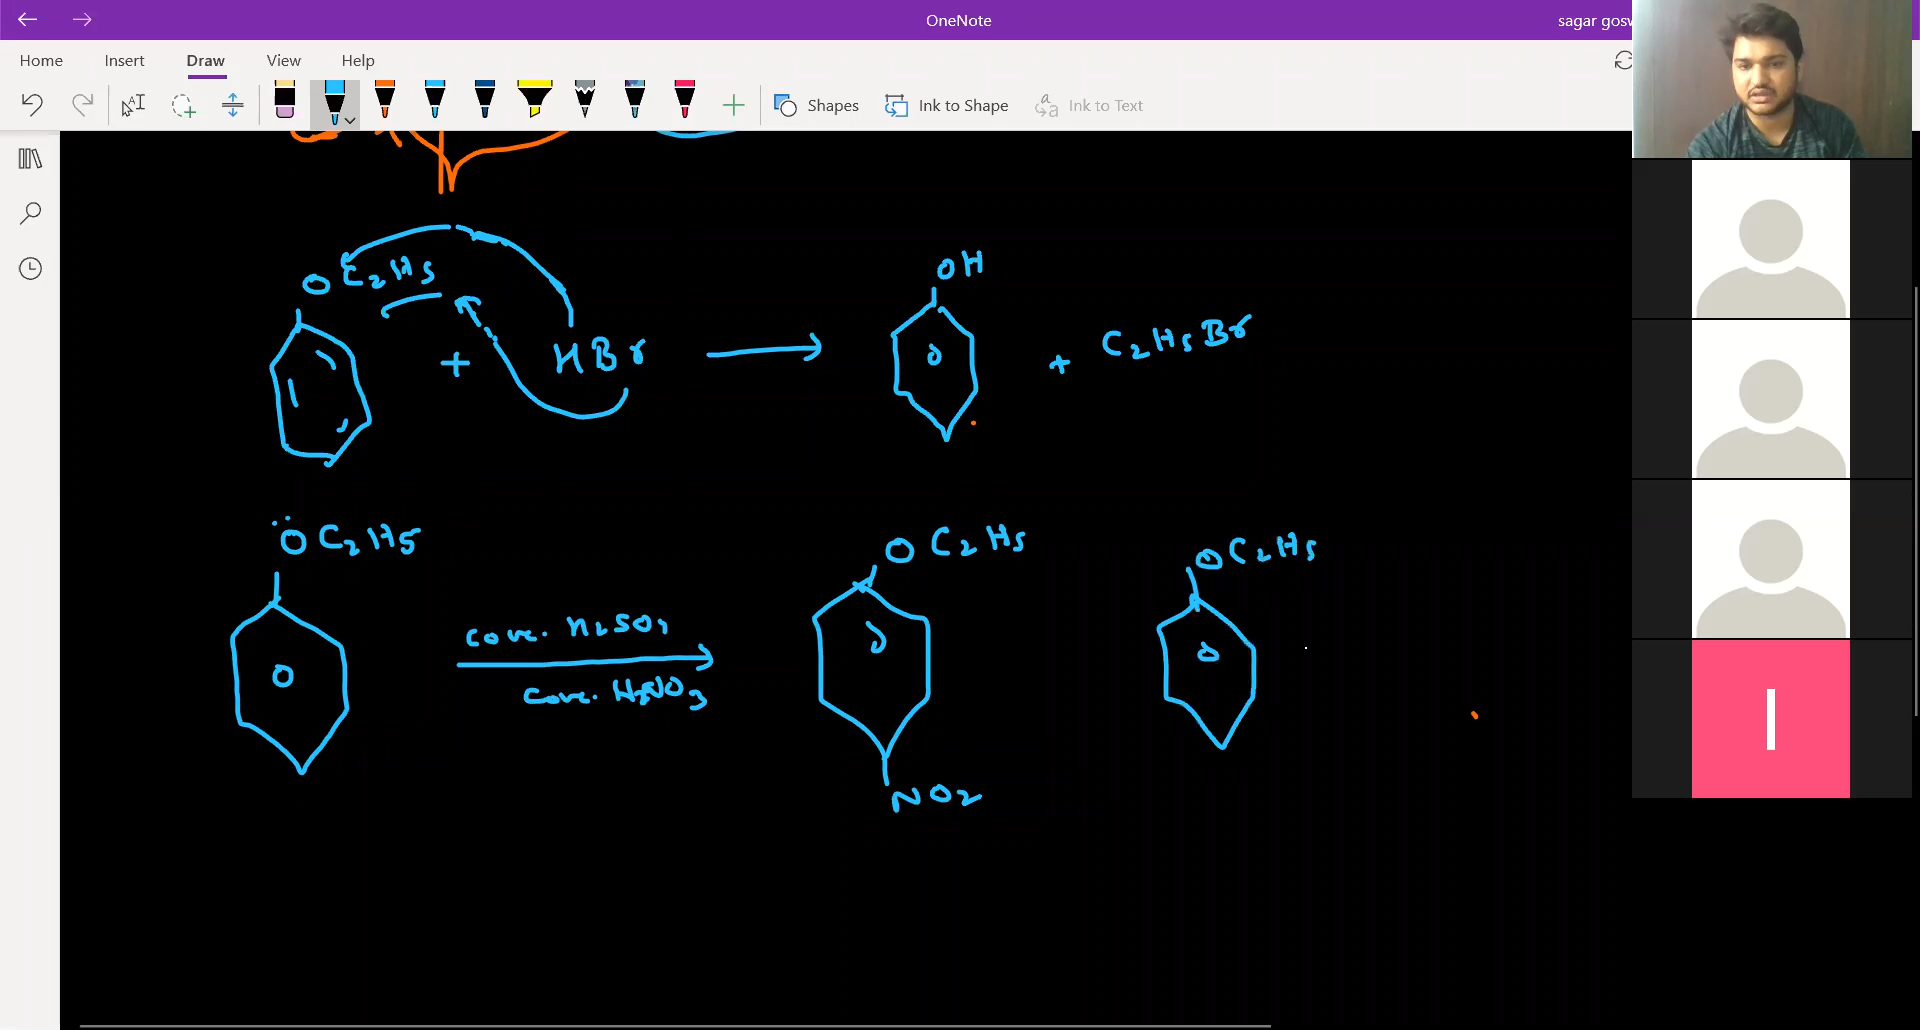 OneNote
sagar gosw
Home Insert Draw View Help
Shapes Ink to Shape Ink to Text
OC2H5
+ HBr
OH
+ C2H5Br
OC2H5
conc. H2SO4
conc. HNO3
OC2H5
NO2
OC2H5
I